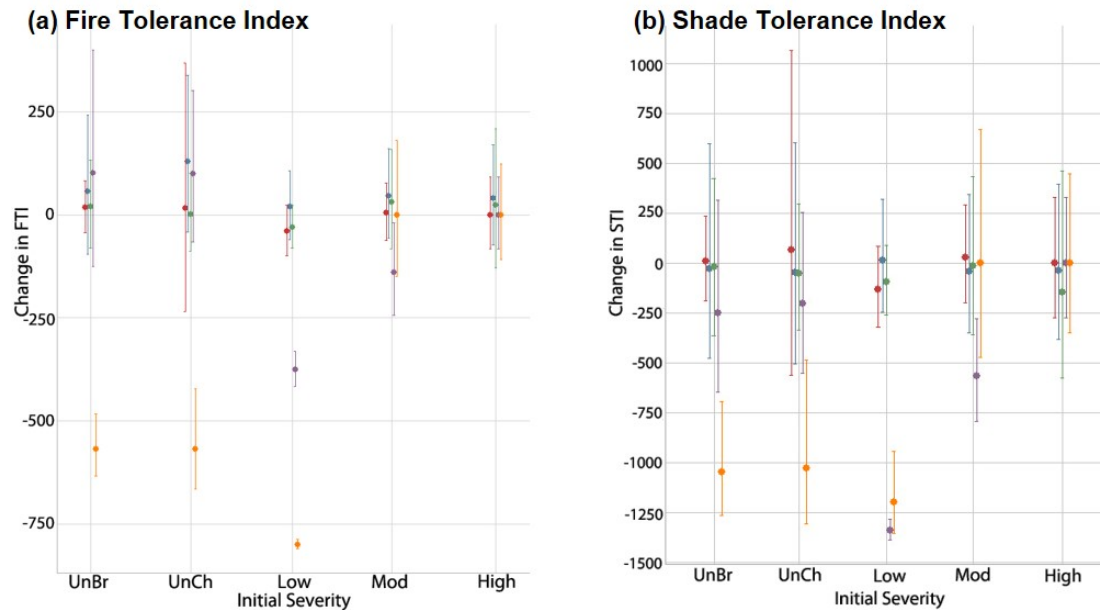 (a) Fire Tolerance Index
250
0
-250
-500
-750
Change in FTI
UnBr UnCh Low Mod High
Initial Severity
(b) Shade Tolerance Index
1000
750
500
250
0
-250
-500
-750
-1000
-1250
-1500
Change in STI
UnBr UnCh Low Mod High
Initial Severity